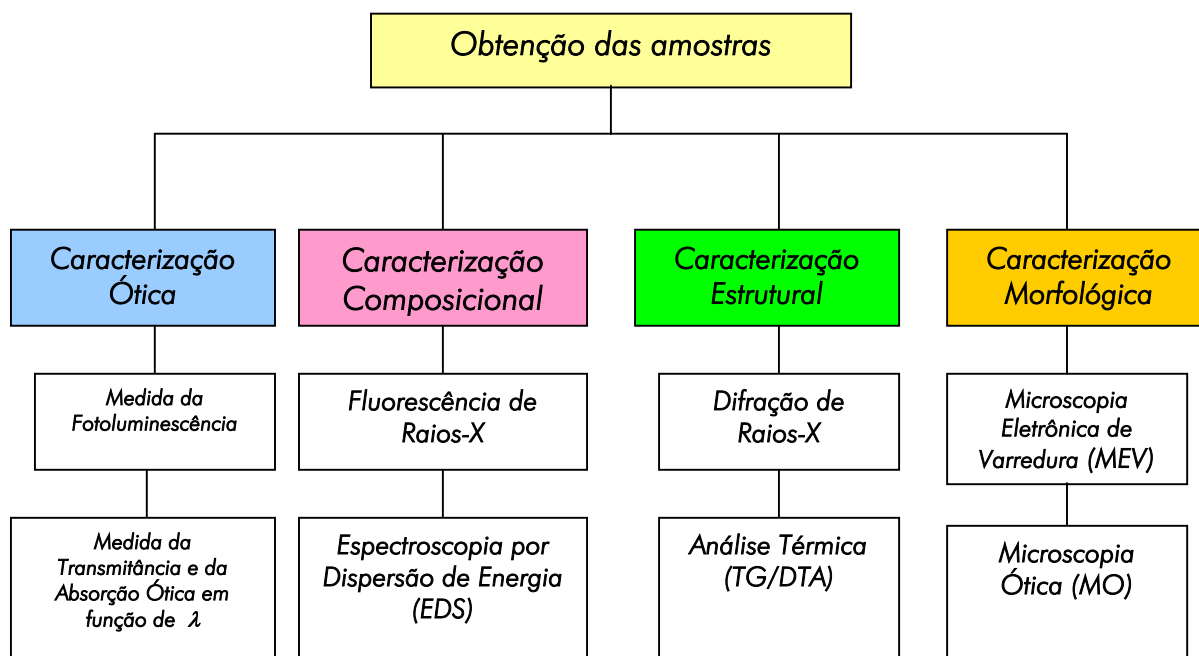 Obtenção das amostras
Caracterização
Ótica
Caracterização
Composicional
Caracterização
Estrutural
Caracterização
Morfológica
Medida da
Fotoluminescência
Fluorescência de
Raios-X
Difração de
Raios-X
Microscopia
Eletrônica de
Varredura (MEV)
Medida da
Transmitância e da
Absorção Ótica em
função de λ
Espectroscopia por
Dispersão de Energia
(EDS)
Análise Térmica
(TG/DTA)
Microscopia
Ótica (MO)